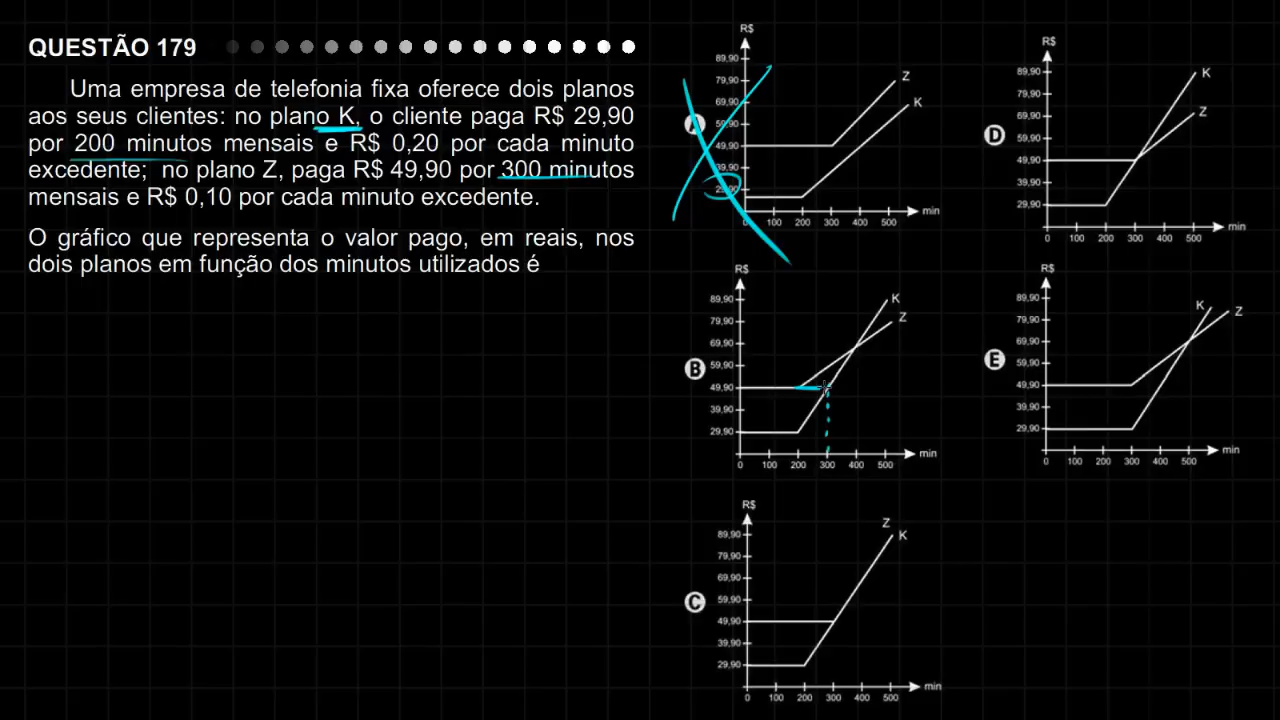 QUESTÃO 179
Uma empresa de telefonia fixa oferece dois planos
aos seus clientes: no plano K, o cliente paga R$ 29,90
por 200 minutos mensais e R$ 0,20 por cada minuto
excedente; no plano Z, paga R$ 49,90 por 300 minutos
mensais e R$ 0,10 por cada minuto excedente.
O gráfico que representa o valor pago, em reais, nos
dois planos em função dos minutos utilizados é
A
R$
89,90
79,90
69,90
59,90
49,90
39,90
29,90
0 100 200 300 400 500 min
Z
K
B
R$
89,90
79,90
69,90
59,90
49,90
39,90
29,90
0 100 200 300 400 500 min
K
Z
C
R$
89,90
79,90
69,90
59,90
49,90
39,90
29,90
0 100 200 300 400 500 min
Z
K
D
R$
89,90
79,90
69,90
59,90
49,90
39,90
29,90
0 100 200 300 400 500 min
K
Z
E
R$
89,90
79,90
69,90
59,90
49,90
39,90
29,90
0 100 200 300 400 500 min
K
Z